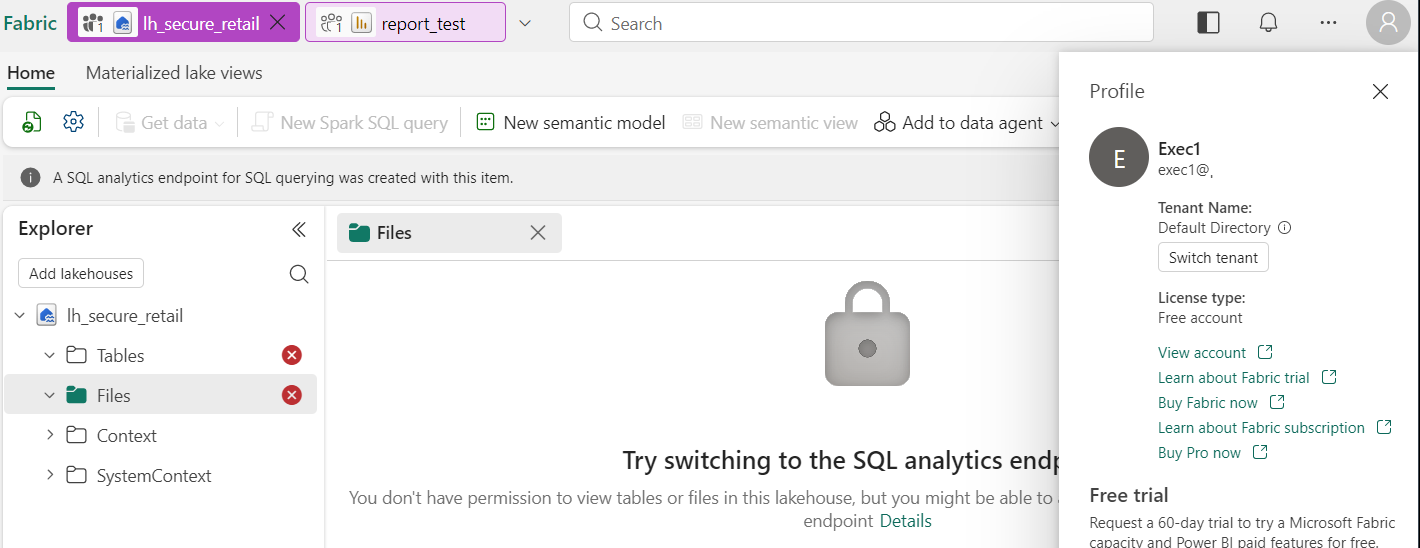 Fabric
lh_secure_retail
report_test
Search
Home
Materialized lake views
Get data
New Spark SQL query
New semantic model
New semantic view
Add to data agent
A SQL analytics endpoint for SQL querying was created with this item.
Explorer
Add lakehouses
lh_secure_retail
Tables
Files
Context
SystemContext
Files
Try switching to the SQL analytics
You don't have permission to view tables or files in this lakehouse, but you might be able to
endpoint Details
Profile
E
Exec1
exec1@
Tenant Name:
Default Directory
Switch tenant
License type:
Free account
View account
Learn about Fabric trial
Buy Fabric now
Learn about Fabric subscription
Buy Pro now
Free trial
Request a 60-day trial to try a Microsoft Fabric
capacity and Power BI paid features for free.